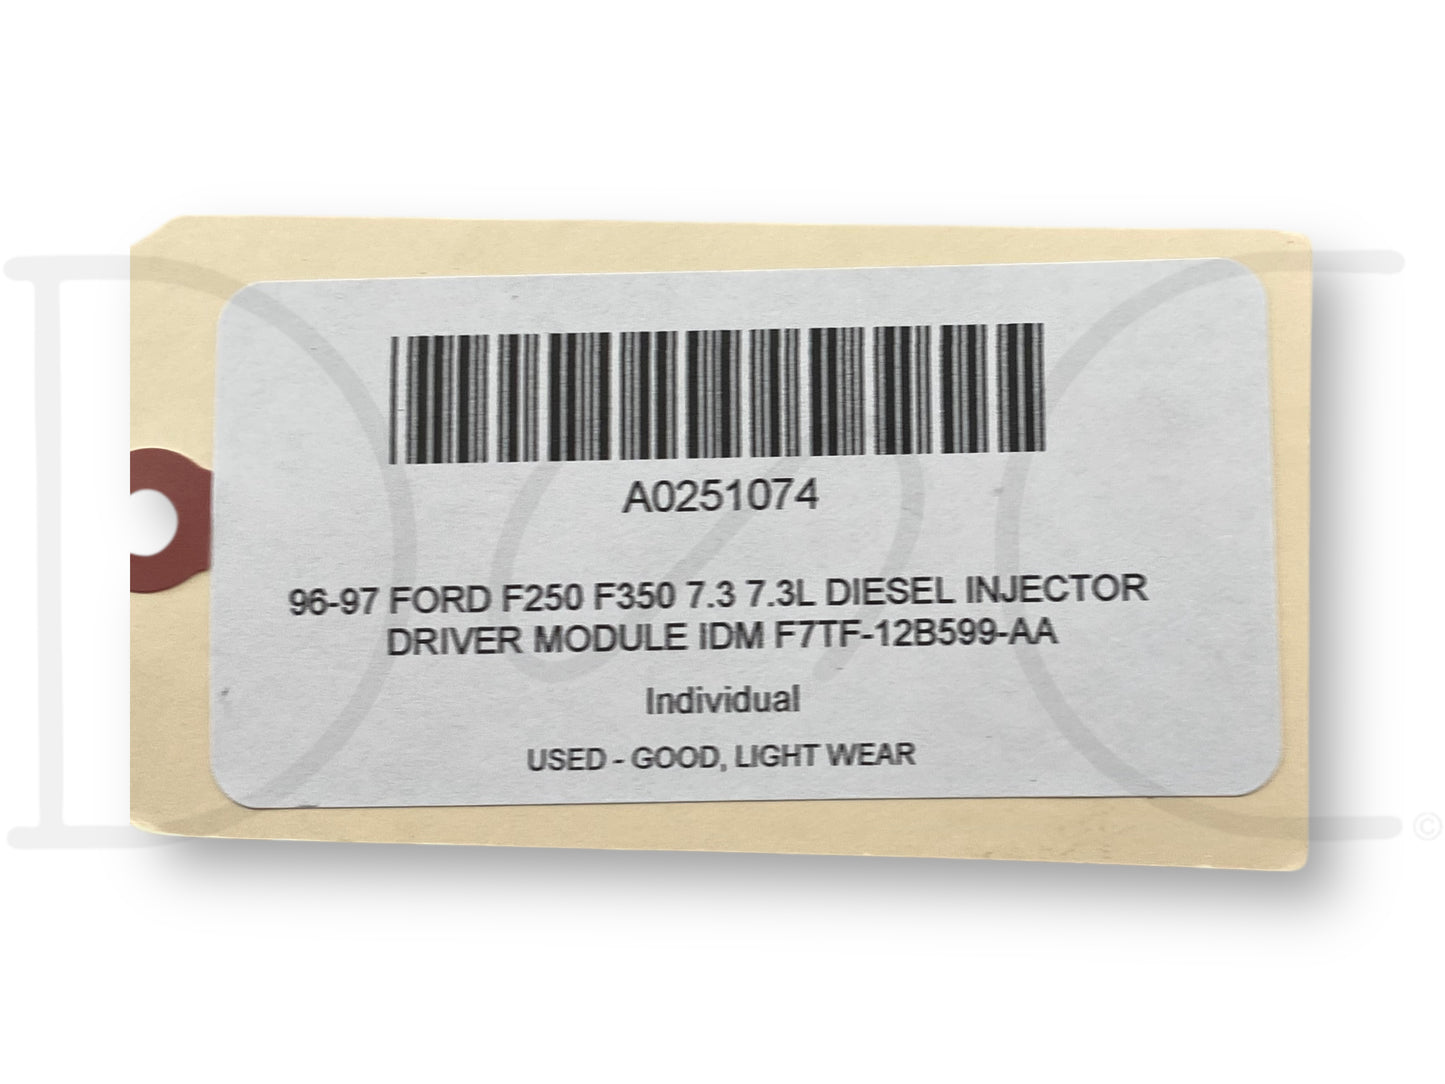 A0251074
96-97 FORD F250 F350 7.3 7.3L DIESEL INJECTOR
DRIVER MODULE IDM F7TF-12B599-AA
Individual
USED - GOOD, LIGHT WEAR
©